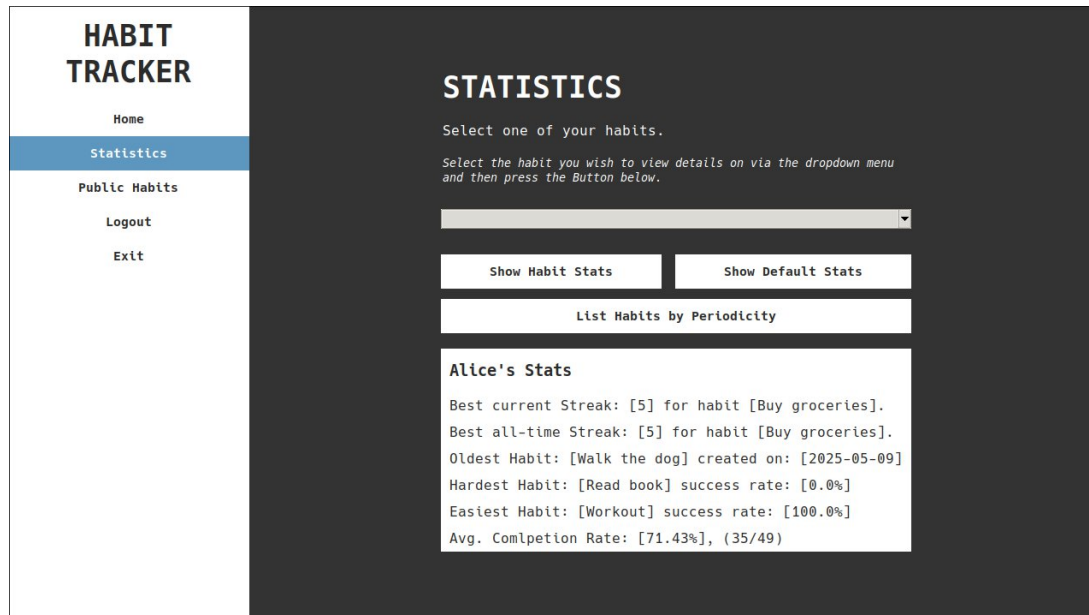 HABIT
TRACKER
Home
Statistics
Public Habits
Logout
Exit
STATISTICS
Select one of your habits.
Select the habit you wish to view details on via the dropdown menu
and then press the Button below.
Show Habit Stats
Show Default Stats
List Habits by Periodicity
Alice's Stats
Best current Streak: [5] for habit [Buy groceries].
Best all-time Streak: [5] for habit [Buy groceries].
Oldest Habit: [Walk the dog] created on: [2025-05-09]
Hardest Habit: [Read book] success rate: [0.0%]
Easiest Habit: [Workout] success rate: [100.0%]
Avg. Comlpetion Rate: [71.43%], (35/49)